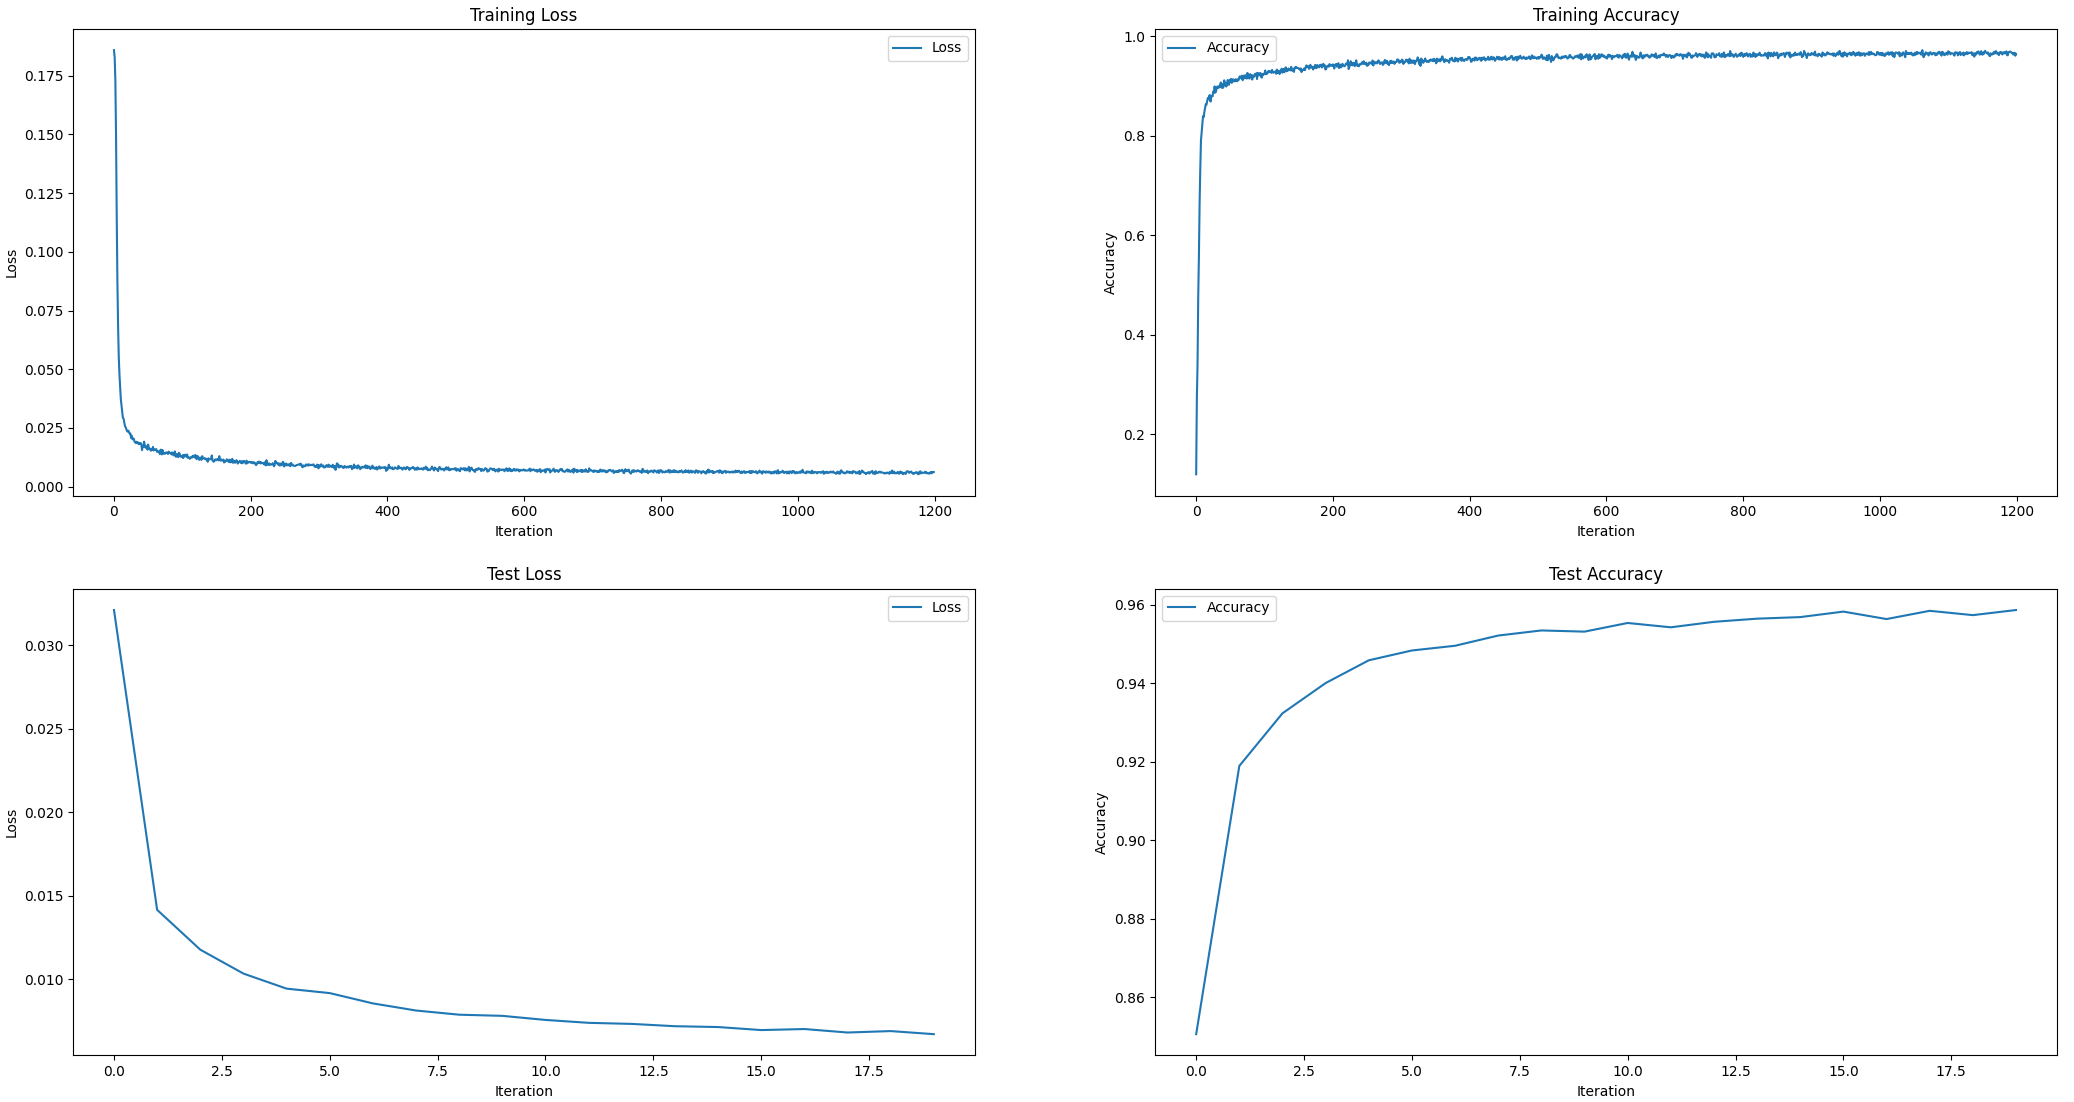 Training Loss
Loss
0.175
0.150
0.125
0.100
0.075
0.050
0.025
0.000
Loss
0 200 400 600 800 1000 1200
Iteration
Training Accuracy
Accuracy
1.0
0.8
0.6
0.4
0.2
Accuracy
0 200 400 600 800 1000 1200
Iteration
Test Loss
Loss
0.030
0.025
0.020
0.015
0.010
Loss
0.0 2.5 5.0 7.5 10.0 12.5 15.0 17.5
Iteration
Test Accuracy
Accuracy
0.96
0.94
0.92
0.90
0.88
0.86
Accuracy
0.0 2.5 5.0 7.5 10.0 12.5 15.0 17.5
Iteration